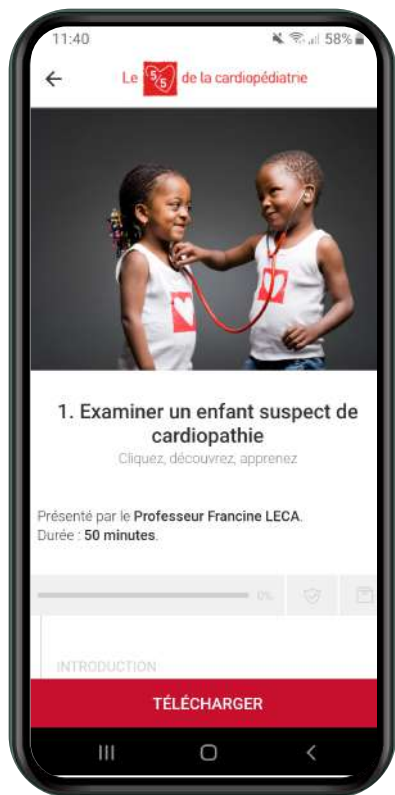 11:40 58%
Le 5/5 de la cardiopédiatrie
1. Examiner un enfant suspect de
cardiopathie
Cliquez, découvrez, apprenez
Présenté par le Professeur Francine LECA.
Durée : 50 minutes.
0%
INTRODUCTION
TÉLÉCHARGER